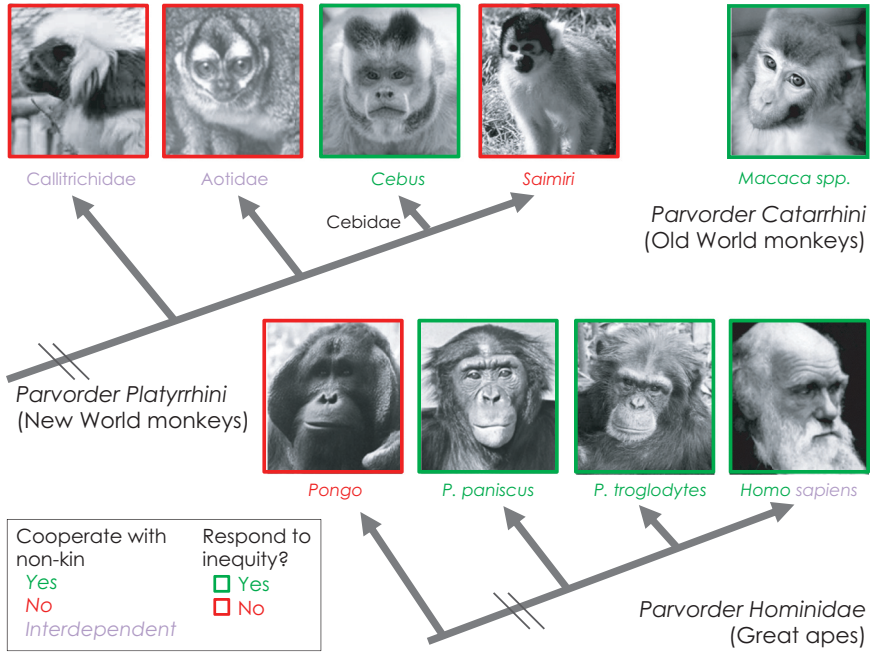 Callitrichidae
Aotidae
Cebus
Saimiri
Macaca spp.
Cebidae
Parvorder Catarrhini
(Old World monkeys)
Parvorder Platyrrhini
(New World monkeys)
Pongo
P. paniscus
P. troglodytes
Homo sapiens
Cooperate with
non-kin
Yes
No
Interdependent
Respond to
inequity?
Yes
No
Parvorder Hominidae
(Great apes)